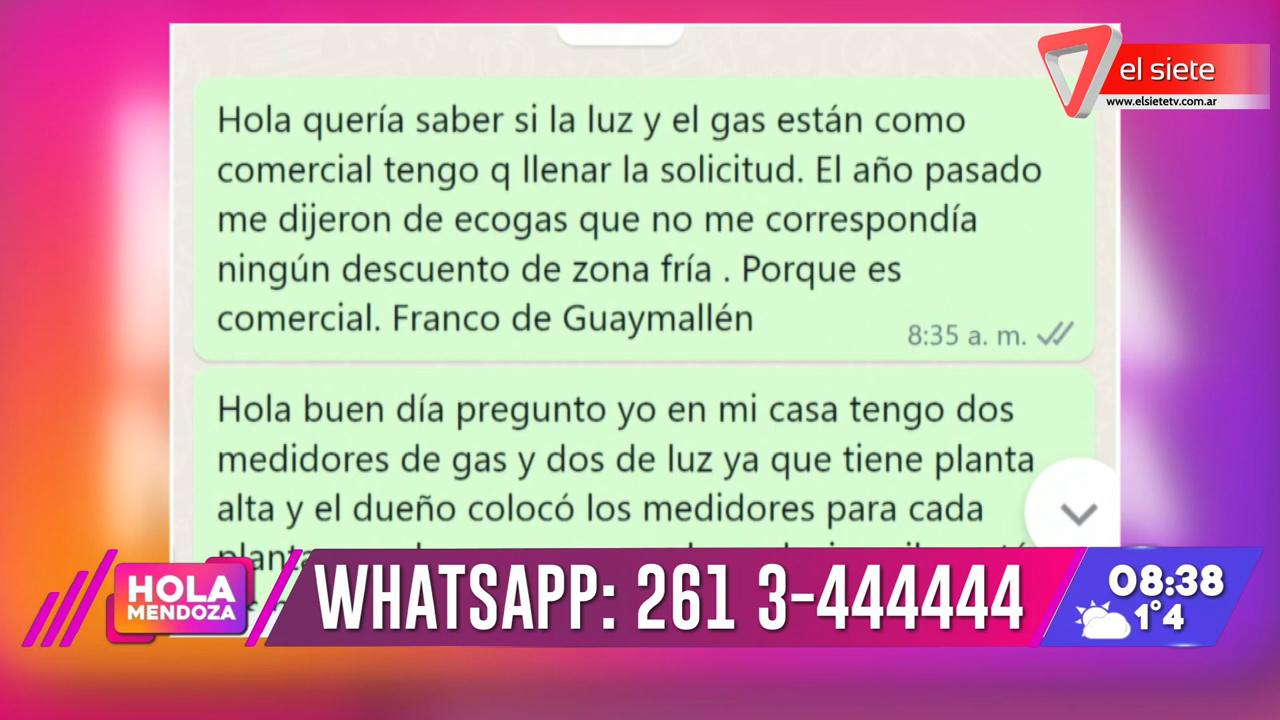 el siete
www.elsietetv.com.ar
Hola quería saber si la luz y el gas están como
comercial tengo q llenar la solicitud. El año pasado
me dijeron de ecogas que no me correspondía
ningún descuento de zona fría . Porque es
comercial. Franco de Guaymallén
8:35 a. m.
Hola buen día pregunto yo en mi casa tengo dos
medidores de gas y dos de luz ya que tiene planta
alta y el dueño colocó los medidores para cada
HOLA
MENDOZA
WHATSAPP: 261 3-444444
08:38
1°4